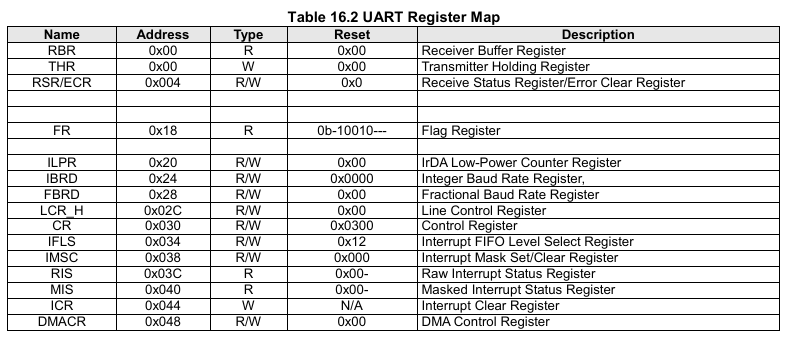 Table 16.2 UART Register Map
Name Address Type Reset Description
RBR 0x00 R 0x00 Receiver Buffer Register
THR 0x00 W 0x00 Transmitter Holding Register
RSR/ECR 0x004 R/W 0x0 Receive Status Register/Error Clear Register
FR 0x18 R 0b-10010--- Flag Register
ILPR 0x20 R/W 0x00 IrDA Low-Power Counter Register
IBRD 0x24 R/W 0x0000 Integer Baud Rate Register,
FBRD 0x28 R/W 0x00 Fractional Baud Rate Register
LCR_H 0x02C R/W 0x00 Line Control Register
CR 0x030 R/W 0x0300 Control Register
IFLS 0x034 R/W 0x12 Interrupt FIFO Level Select Register
IMSC 0x038 R/W 0x000 Interrupt Mask Set/Clear Register
RIS 0x03C R 0x00- Raw Interrupt Status Register
MIS 0x040 R 0x00- Masked Interrupt Status Register
ICR 0x044 W N/A Interrupt Clear Register
DMACR 0x048 R/W 0x00 DMA Control Register